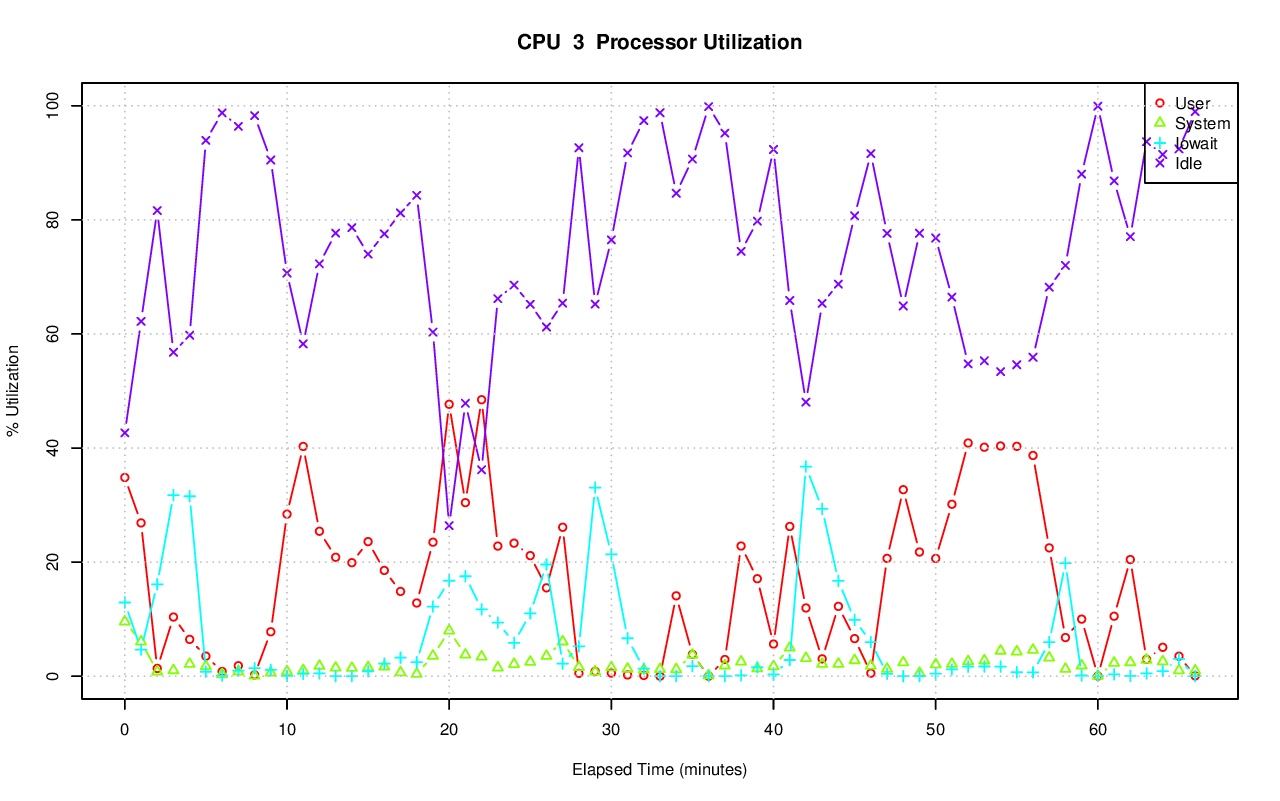 CPU  3  Processor Utilization
% Utilization
100
80
60
40
20
0
User
System
Iowait
Idle
0 10 20 30 40 50 60
Elapsed Time (minutes)